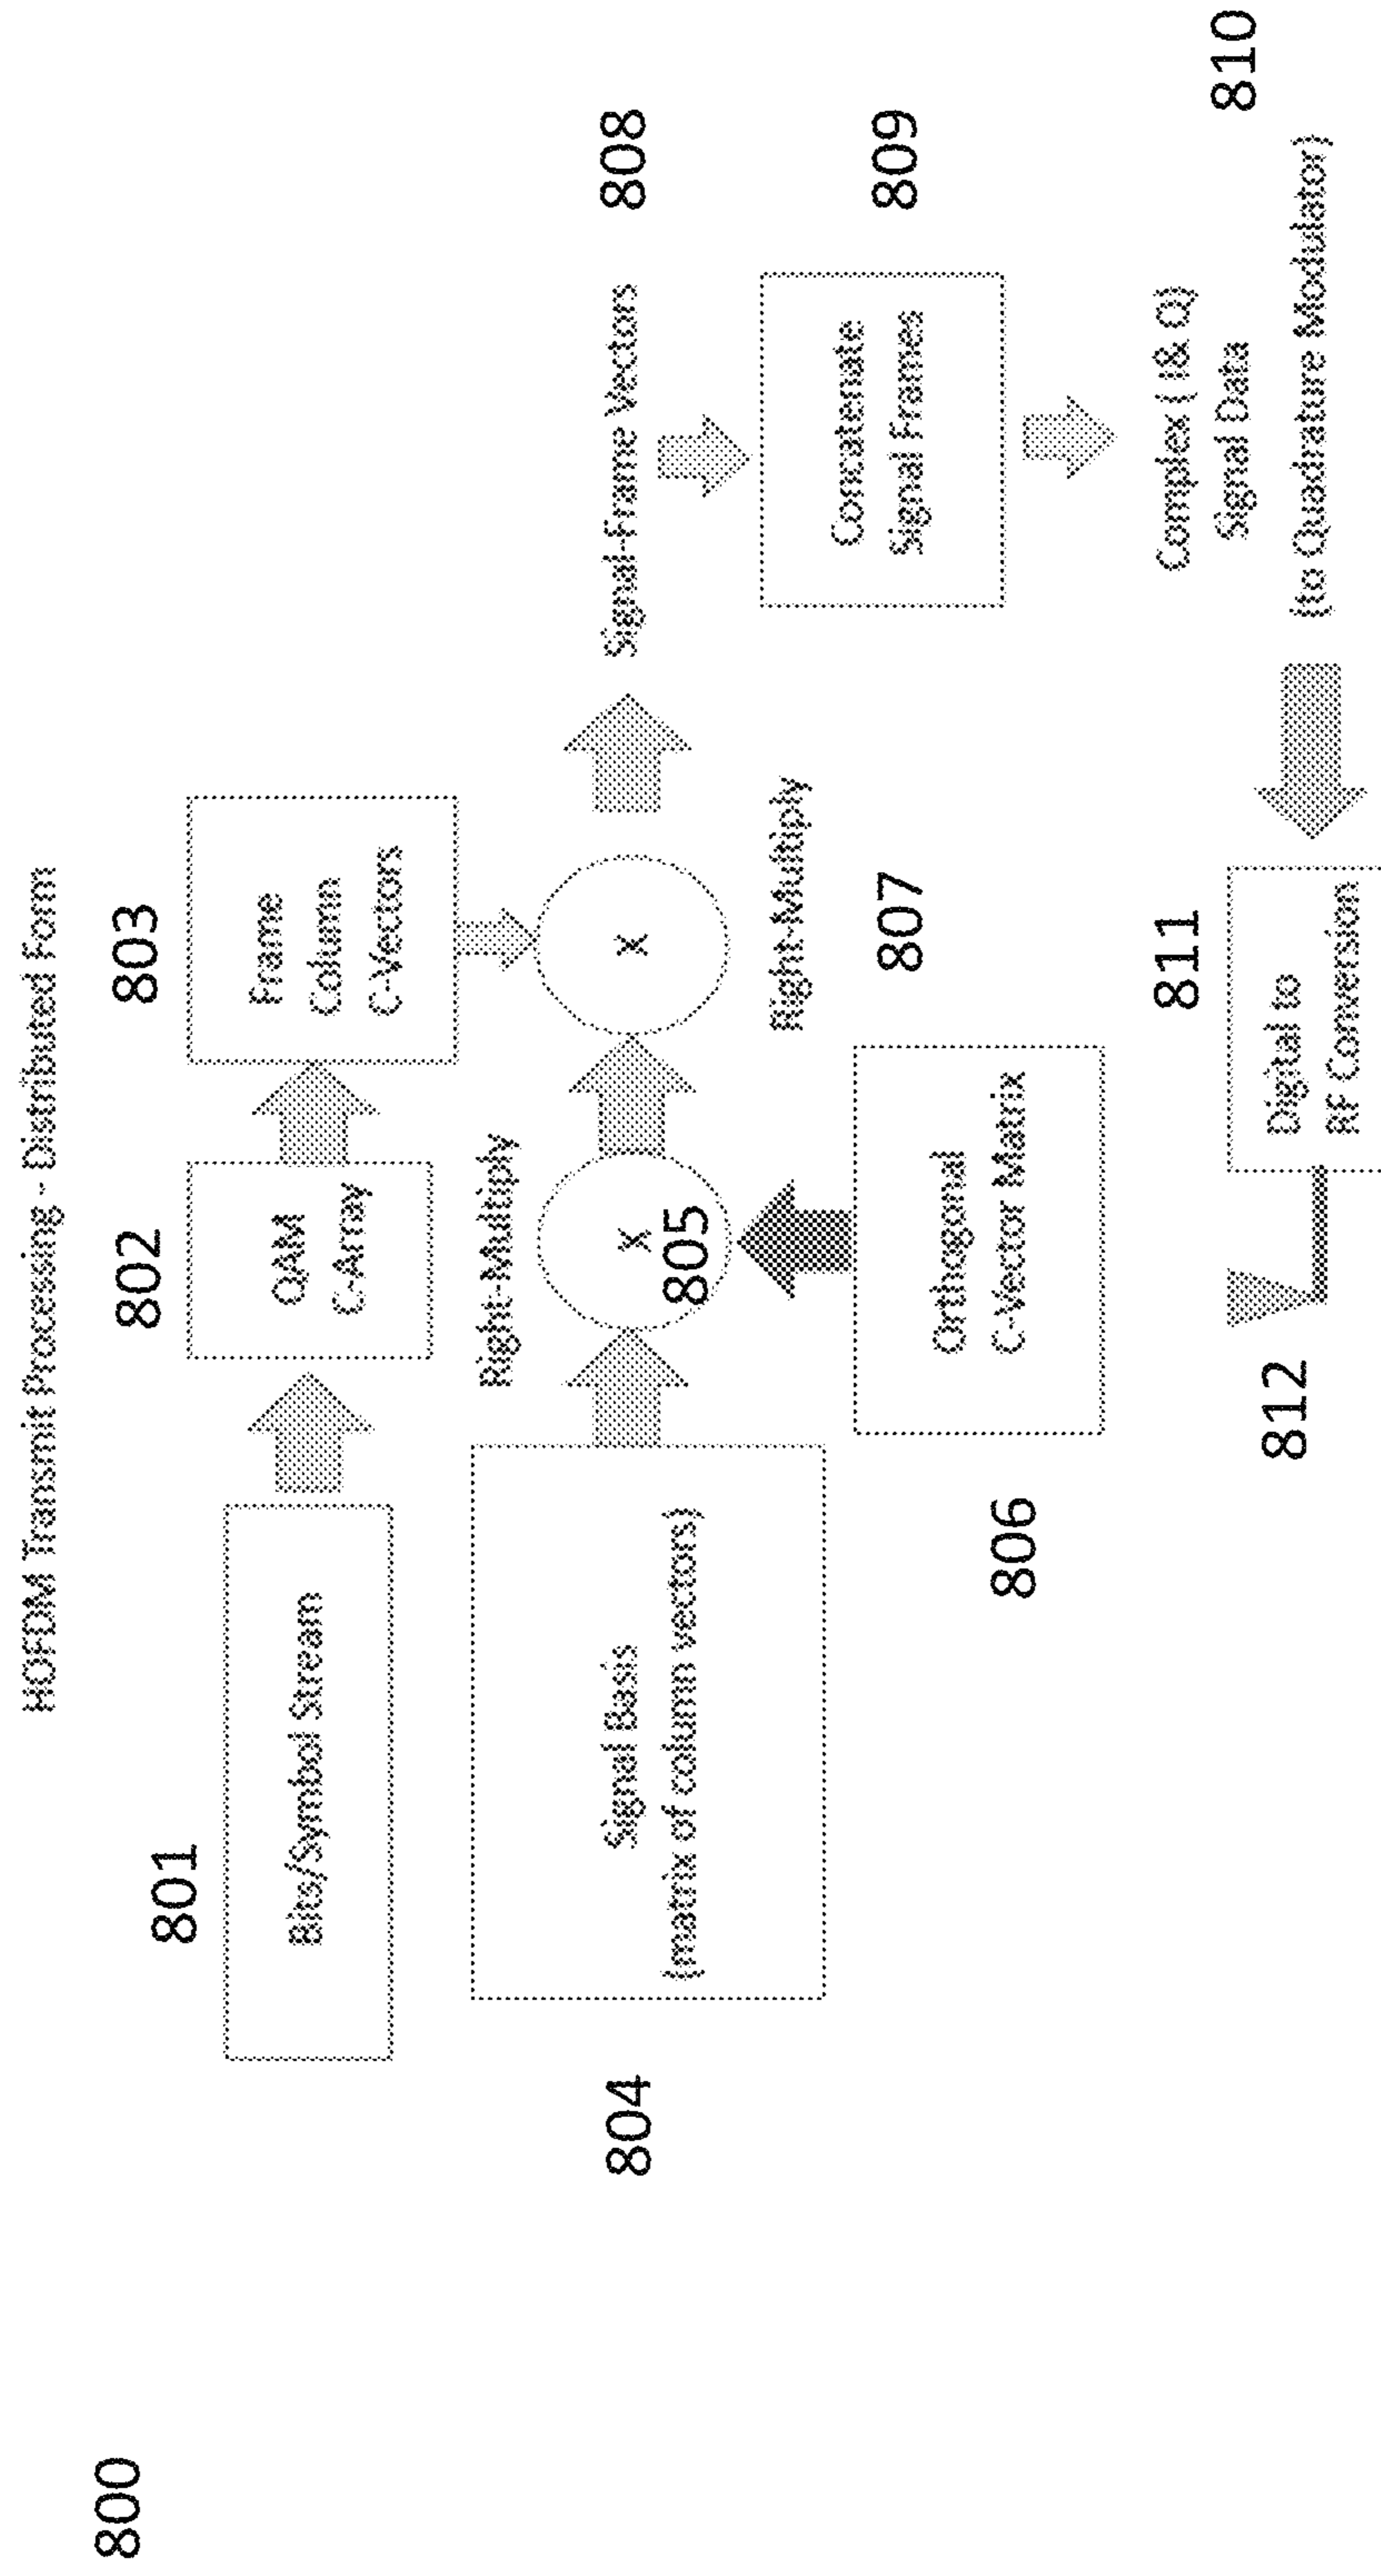 800
HOFDM Transmit Processing - Distributed Form
801
Bits/Symbol Stream
802
QAM
C-Array
803
Frame
Column
C-Vectors
804
Signal Basis
(matrix of column vectors)
Right-Multiply
X
805
X
Right-Multiply
807
Signal-Frame Vectors
808
806
Orthogonal
C-Vector Matrix
Concatenate
Signal Frames
809
Complex ( I& Q)
Signal Data
(to Quadrature Modulator)
810
811
Digital to
RF Conversion
812